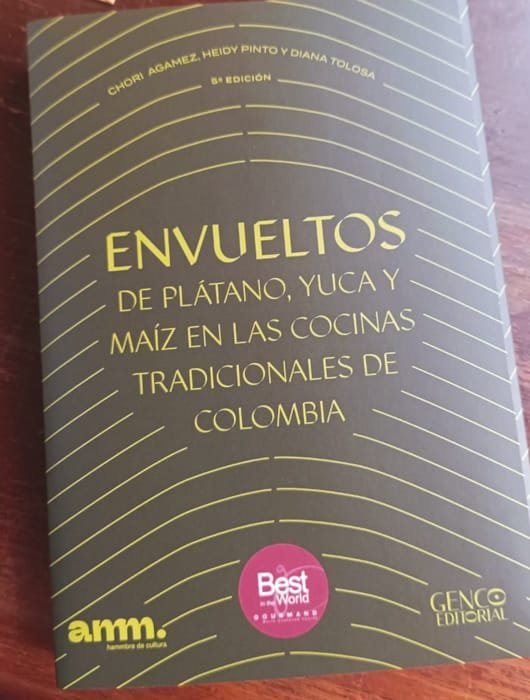 CHORI AGAMEZ, HEIDY PINTO Y DIANA TOLOSA
5ª EDICIÓN
ENVUELTOS
DE PLÁTANO, YUCA Y
MAÍZ EN LAS COCINAS
TRADICIONALES DE
COLOMBIA
Best
in the World
GOURMAND
amm.
hammbre de cultura
GENCO
EDITORIAL